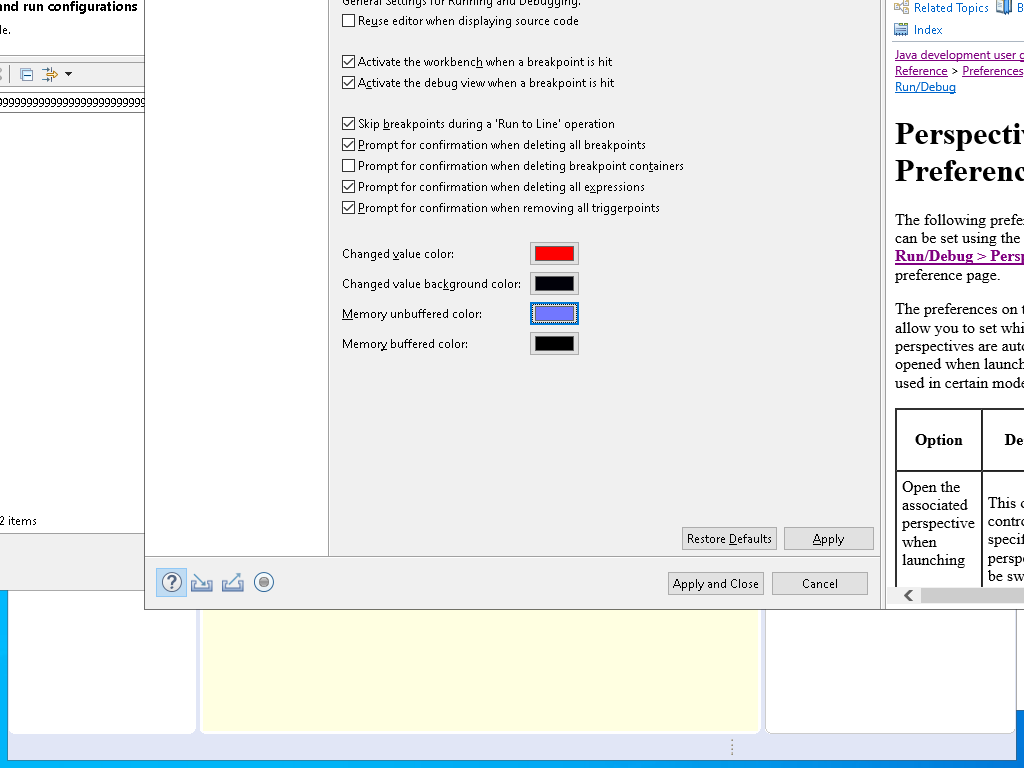 and run configurations
le.
2 items
General Settings for Running and Debugging.
Reuse editor when displaying source code
Activate the workbench when a breakpoint is hit
Activate the debug view when a breakpoint is hit
Skip breakpoints during a 'Run to Line' operation
Prompt for confirmation when deleting all breakpoints
Prompt for confirmation when deleting breakpoint containers
Prompt for confirmation when deleting all expressions
Prompt for confirmation when removing all triggerpoints
Changed value color:
Changed value background color:
Memory unbuffered color:
Memory buffered color:
Restore Defaults
Apply
Apply and Close
Cancel
Related Topics B
Index
Java development user g
Reference > Preferences
Run/Debug
Perspecti
Preferenc
The following prefe
can be set using the
Run/Debug > Persp
preference page.
The preferences on t
allow you to set whi
perspectives are auto
opened when launch
used in certain mode
Option
De
Open the
associated
perspective
when
launching
This o
contro
specif
perspe
be sw